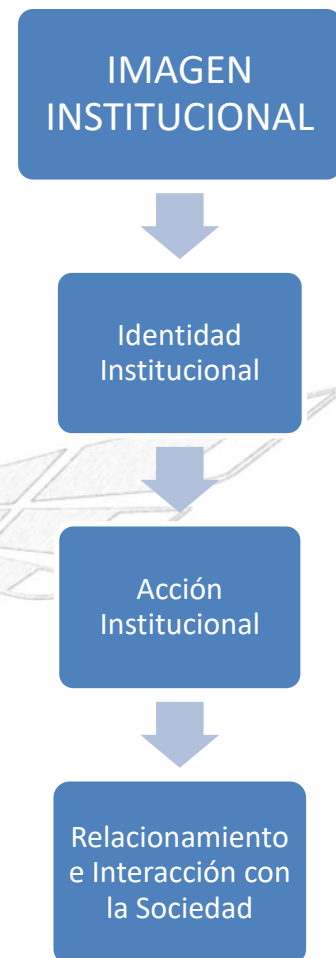 IMAGEN
INSTITUCIONAL
Identidad
Institucional
Acción
Institucional
Relacionamiento
e Interacción con
la Sociedad